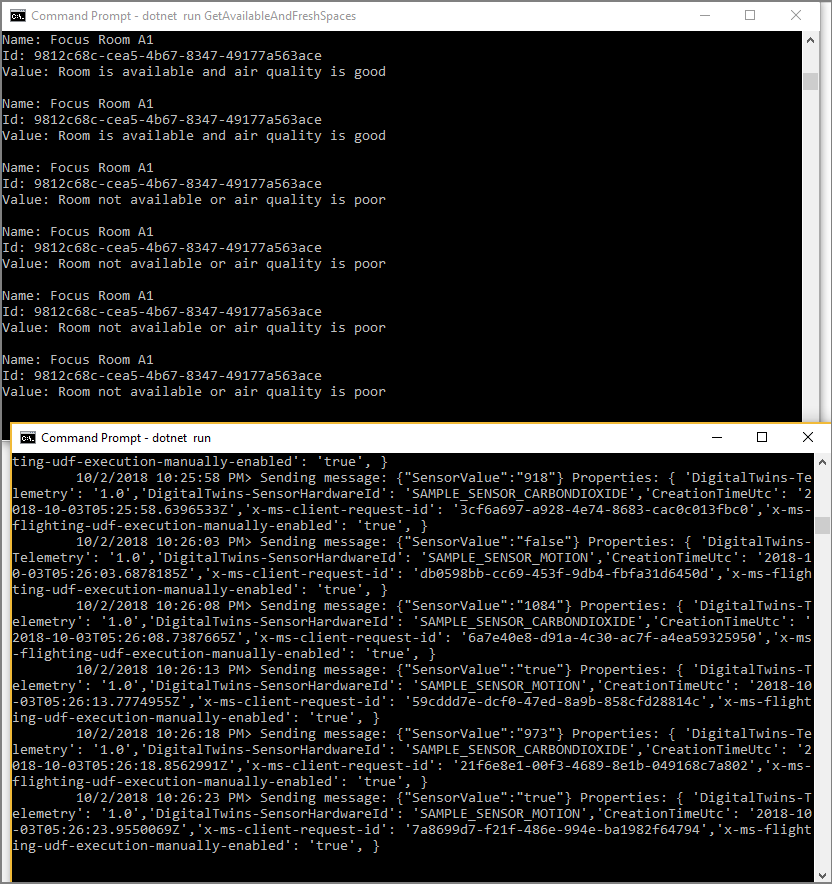 Command Prompt - dotnet  run GetAvailableAndFreshSpaces
Name: Focus Room A1
Id: 9812c68c-cea5-4b67-8347-49177a563ace
Value: Room is available and air quality is good
Name: Focus Room A1
Id: 9812c68c-cea5-4b67-8347-49177a563ace
Value: Room is available and air quality is good
Name: Focus Room A1
Id: 9812c68c-cea5-4b67-8347-49177a563ace
Value: Room not available or air quality is poor
Name: Focus Room A1
Id: 9812c68c-cea5-4b67-8347-49177a563ace
Value: Room not available or air quality is poor
Name: Focus Room A1
Id: 9812c68c-cea5-4b67-8347-49177a563ace
Value: Room not available or air quality is poor
Name: Focus Room A1
Id: 9812c68c-cea5-4b67-8347-49177a563ace
Value: Room not available or air quality is poor
Command Prompt - dotnet  run
ting-udf-execution-manually-enabled': 'true', }
10/2/2018 10:25:58 PM> Sending message: {"SensorValue":"918"} Properties: { 'DigitalTwins-Te
lemetry': '1.0','DigitalTwins-SensorHardwareId': 'SAMPLE_SENSOR_CARBONDIOXIDE','CreationTimeUtc': '2
018-10-03T05:25:58.6396533Z','x-ms-client-request-id': '3cf6a697-a928-4e74-8683-cac0c013fbc0','x-ms-
flighting-udf-execution-manually-enabled': 'true', }
10/2/2018 10:26:03 PM> Sending message: {"SensorValue":"false"} Properties: { 'DigitalTwins-
Telemetry': '1.0','DigitalTwins-SensorHardwareId': 'SAMPLE_SENSOR_MOTION','CreationTimeUtc': '2018-1
0-03T05:26:03.6878185Z','x-ms-client-request-id': 'db0598bb-cc69-453f-9db4-fbfa31d6450d','x-ms-fligh
ting-udf-execution-manually-enabled': 'true', }
10/2/2018 10:26:08 PM> Sending message: {"SensorValue":"1084"} Properties: { 'DigitalTwins-T
elemetry': '1.0','DigitalTwins-SensorHardwareId': 'SAMPLE_SENSOR_CARBONDIOXIDE','CreationTimeUtc': '
2018-10-03T05:26:08.7387665Z','x-ms-client-request-id': '6a7e40e8-d91a-4c30-ac7f-a4ea59325950','x-ms
-flighting-udf-execution-manually-enabled': 'true', }
10/2/2018 10:26:13 PM> Sending message: {"SensorValue":"true"} Properties: { 'DigitalTwins-T
elemetry': '1.0','DigitalTwins-SensorHardwareId': 'SAMPLE_SENSOR_MOTION','CreationTimeUtc': '2018-10
-03T05:26:13.7774955Z','x-ms-client-request-id': '59cddd7e-dcf0-47ed-8a9b-858cfd28814c','x-ms-flight
ing-udf-execution-manually-enabled': 'true', }
10/2/2018 10:26:18 PM> Sending message: {"SensorValue":"973"} Properties: { 'DigitalTwins-Te
lemetry': '1.0','DigitalTwins-SensorHardwareId': 'SAMPLE_SENSOR_CARBONDIOXIDE','CreationTimeUtc': '2
018-10-03T05:26:18.8562991Z','x-ms-client-request-id': '21f6e8e1-00f3-4689-8e1b-049168c7a802','x-ms-
flighting-udf-execution-manually-enabled': 'true', }
10/2/2018 10:26:23 PM> Sending message: {"SensorValue":"true"} Properties: { 'DigitalTwins-T
elemetry': '1.0','DigitalTwins-SensorHardwareId': 'SAMPLE_SENSOR_MOTION','CreationTimeUtc': '2018-10
-03T05:26:23.9550069Z','x-ms-client-request-id': '7a8699d7-f21f-486e-994e-ba1982f64794','x-ms-flight
ing-udf-execution-manually-enabled': 'true', }